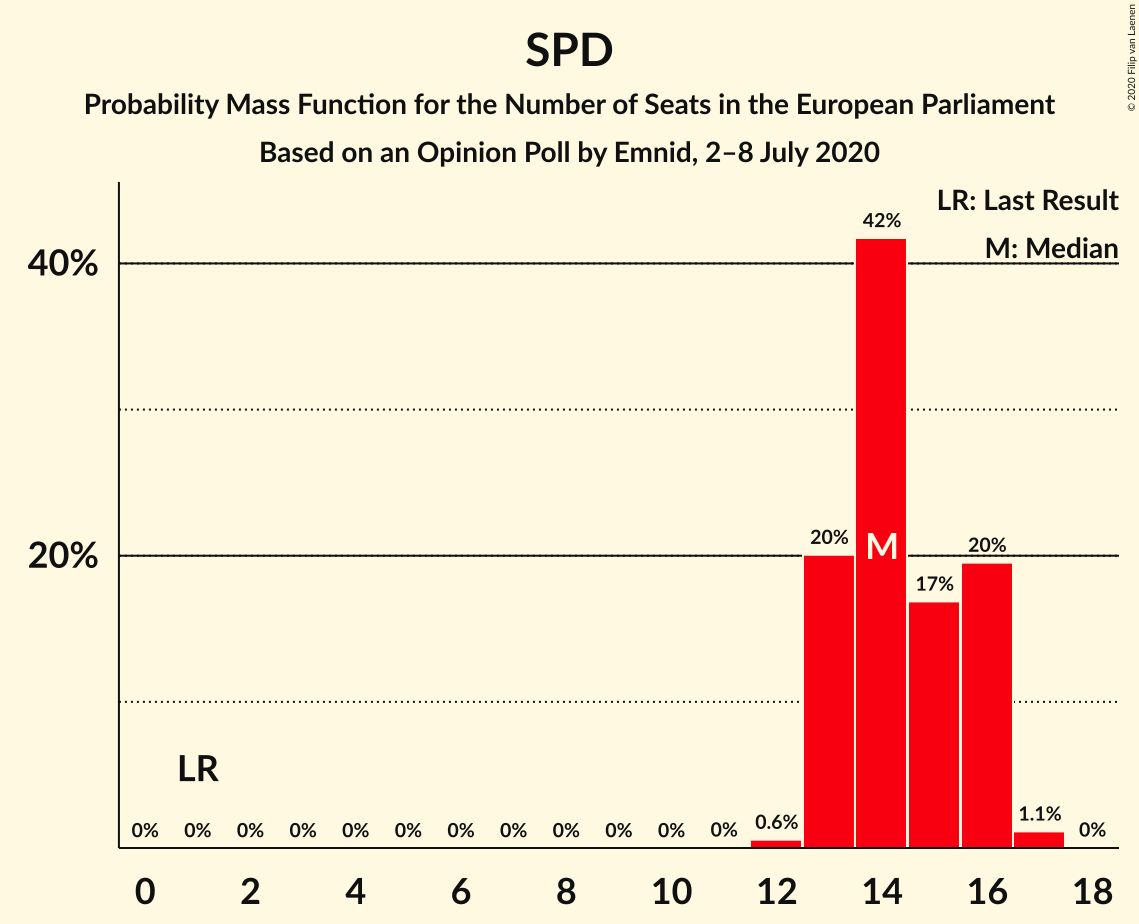 SPD
Probability Mass Function for the Number of Seats in the European Parliament
Based on an Opinion Poll by Emnid, 2–8 July 2020
© 2020 Filip van Laenen
LR: Last Result
M: Median
40%
20%
42%
20%
M
20%
17%
LR
0% 0% 0% 0% 0% 0% 0% 0% 0% 0% 0% 0% 0.6% 1.1% 0%
0 2 4 6 8 10 12 14 16 18